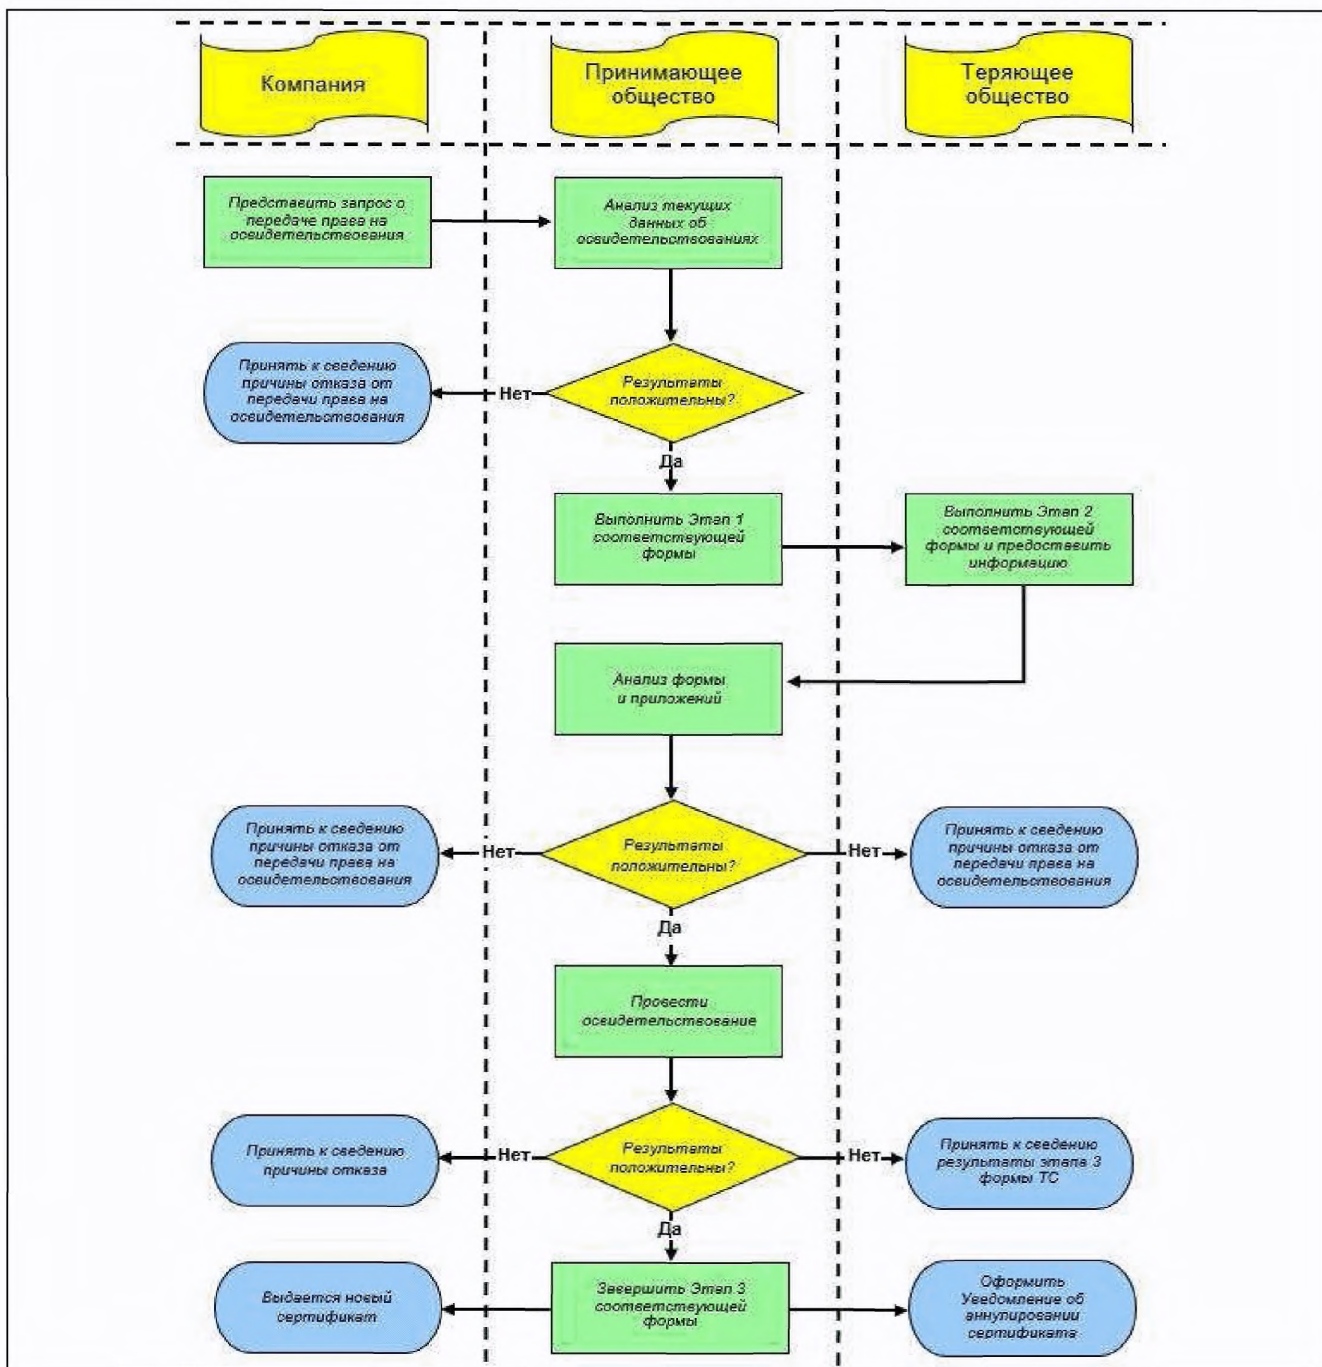 Компания
Принимающее
общество
Теряющее
общество
Представить запрос о
передаче права на
освидетельствования
Анализ текущих
данных об
освидетельствованиях
Принять к сведению
причины отказа от
передачи права на
освидетельствования
Нет
Результаты
положительны?
Да
Выполнить Этап 1
соответствующей
формы
Выполнить Этап 2
соответствующей
формы и предоставить
информацию
Анализ формы
и приложений
Принять к сведению
причины отказа от
передачи права на
освидетельствования
Нет
Результаты
положительны?
Нет
Принять к сведению
причины отказа от
передачи права на
освидетельствования
Да
Провести
освидетельствование
Принять к сведению
причины отказа
Нет
Результаты
положительны?
Нет
Принять к сведению
результаты этапа 3
формы ТС
Да
Выдается новый
сертификат
Завершить Этап 3
соответствующей
формы
Оформить
Уведомление об
аннулировании
сертификата